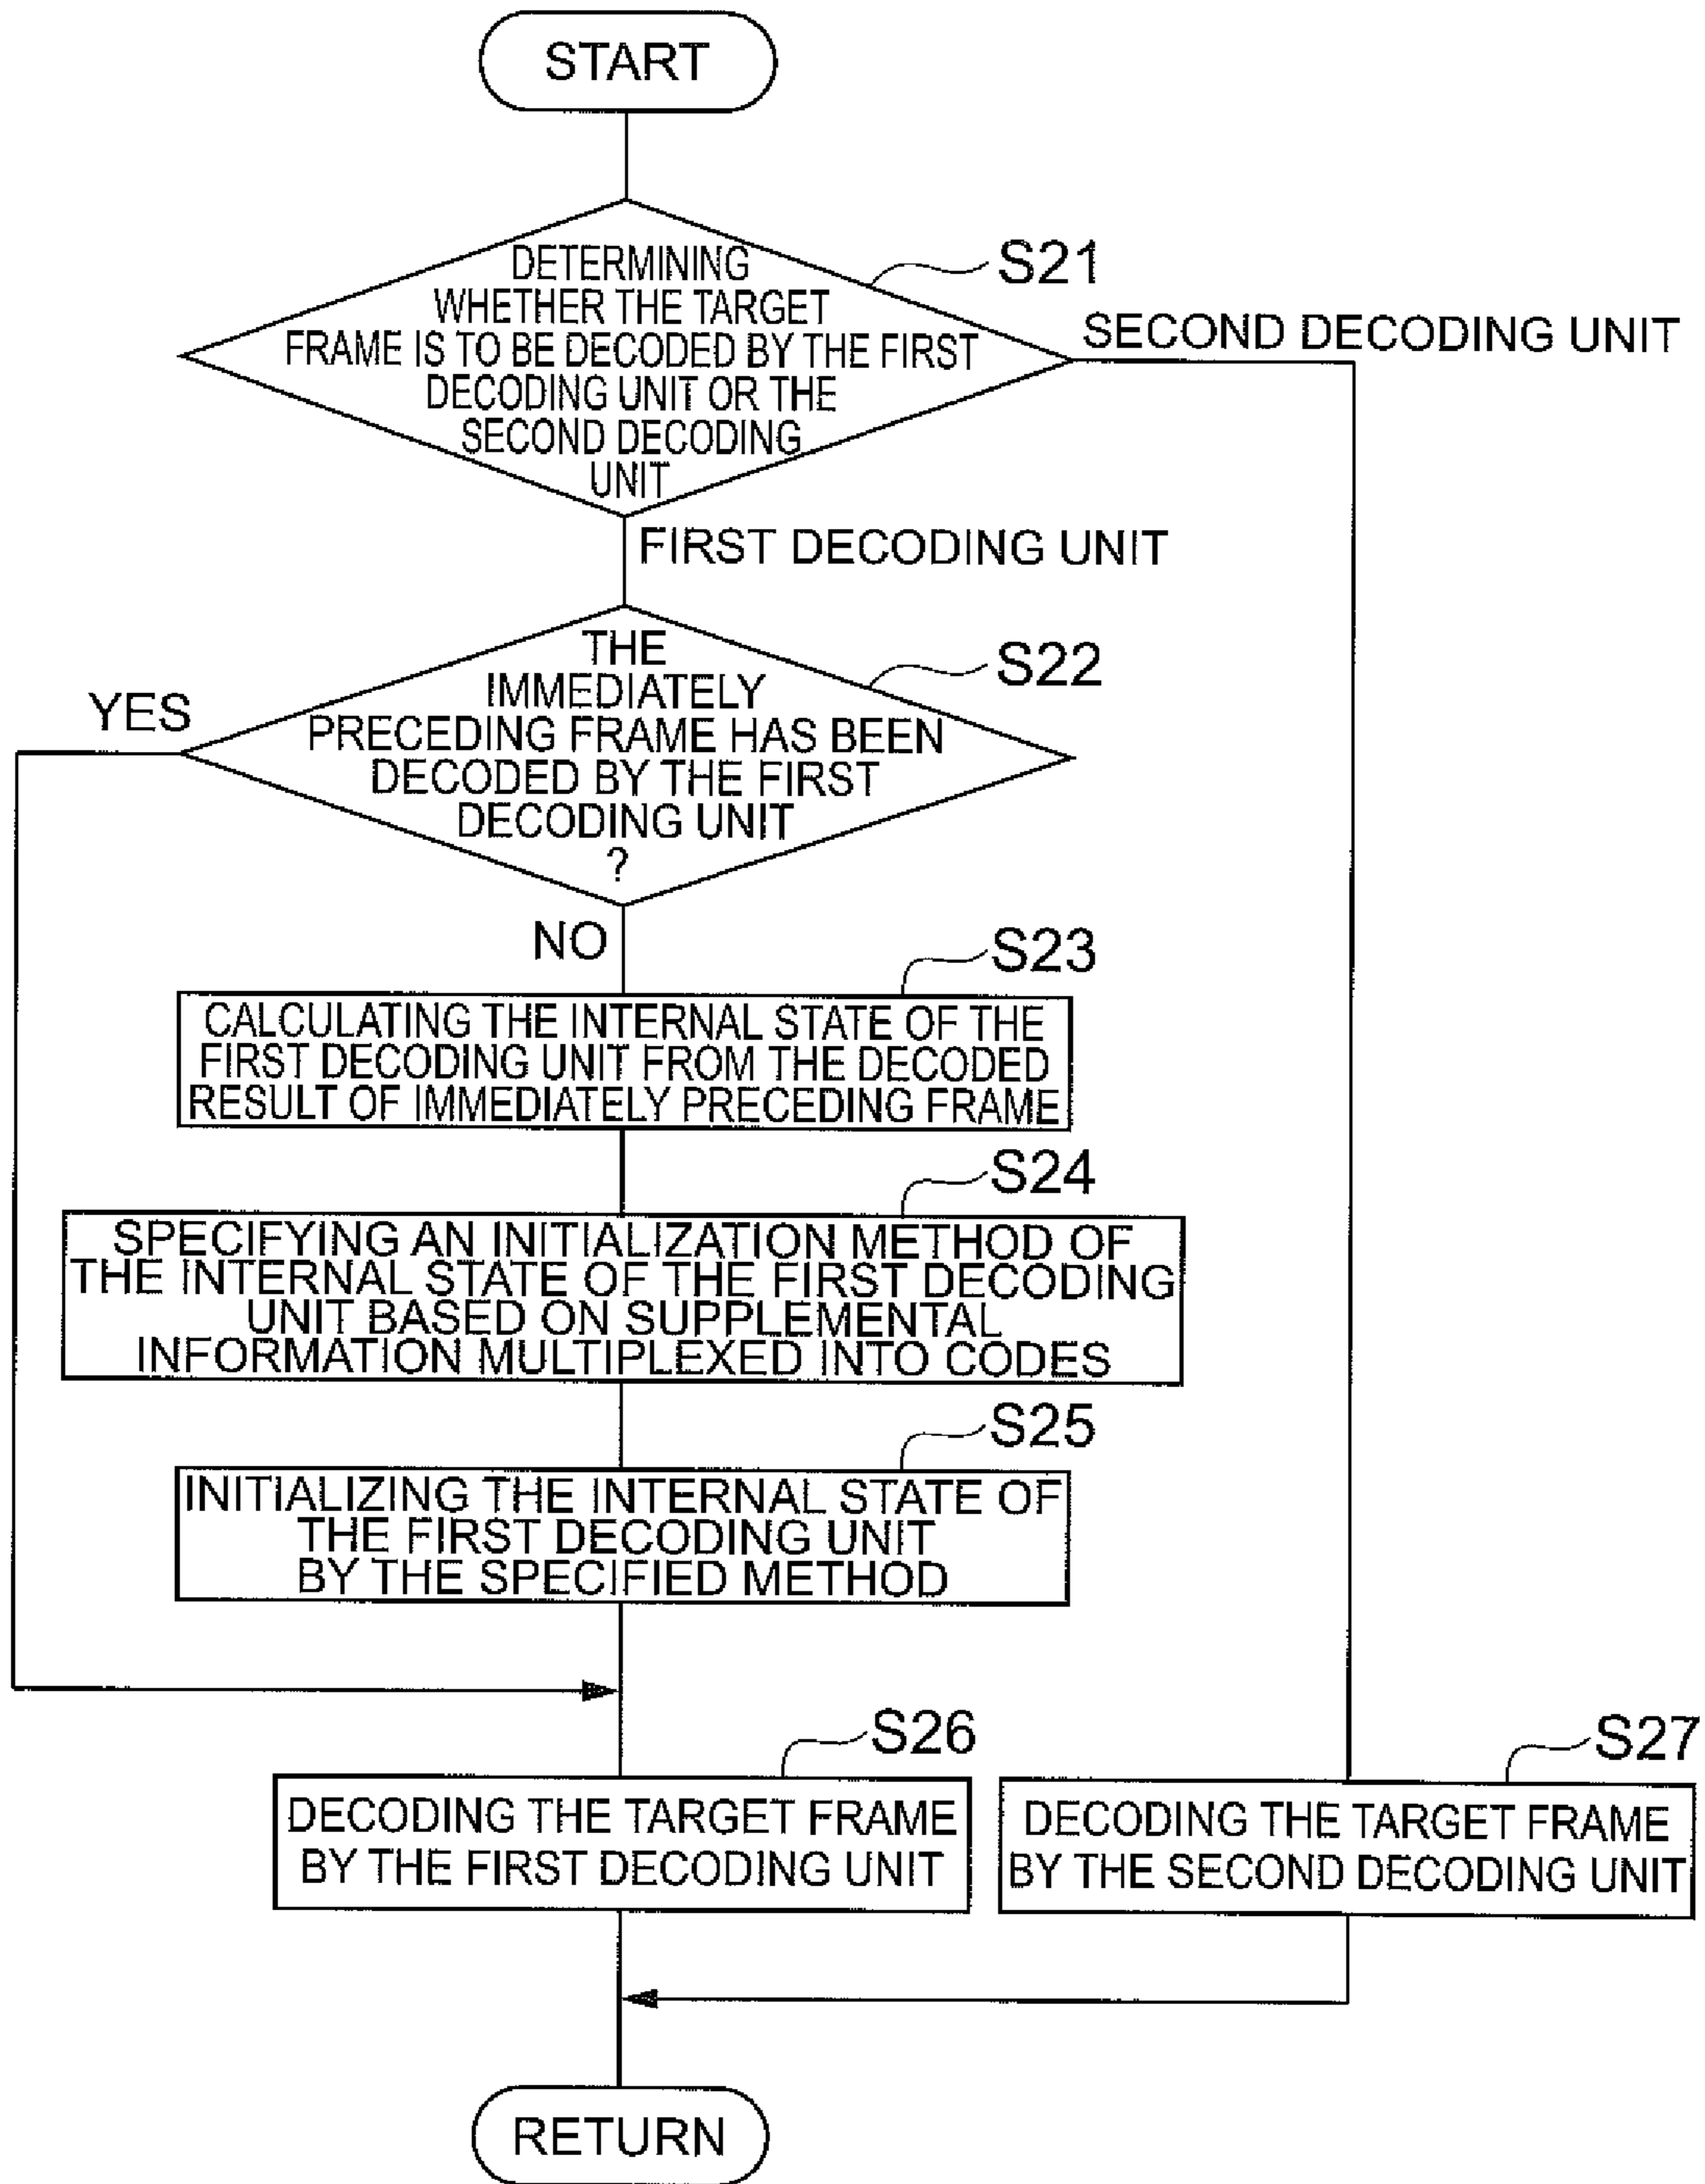 START
DETERMINING
WHETHER THE TARGET
FRAME IS TO BE DECODED BY THE FIRST
DECODING UNIT OR THE
SECOND DECODING
UNIT
S21
SECOND DECODING UNIT
FIRST DECODING UNIT
THE
IMMEDIATELY
PRECEDING FRAME HAS BEEN
DECODED BY THE FIRST
DECODING UNIT
?
S22
YES
NO
S23
CALCULATING THE INTERNAL STATE OF THE
FIRST DECODING UNIT FROM THE DECODED
RESULT OF IMMEDIATELY PRECEDING FRAME
S24
SPECIFYING AN INITIALIZATION METHOD OF
THE INTERNAL STATE OF THE FIRST DECODING
UNIT BASED ON SUPPLEMENTAL
INFORMATION MULTIPLEXED INTO CODES
S25
INITIALIZING THE INTERNAL STATE OF
THE FIRST DECODING UNIT
BY THE SPECIFIED METHOD
S26
DECODING THE TARGET FRAME
BY THE FIRST DECODING UNIT
S27
DECODING THE TARGET FRAME
BY THE SECOND DECODING UNIT
RETURN